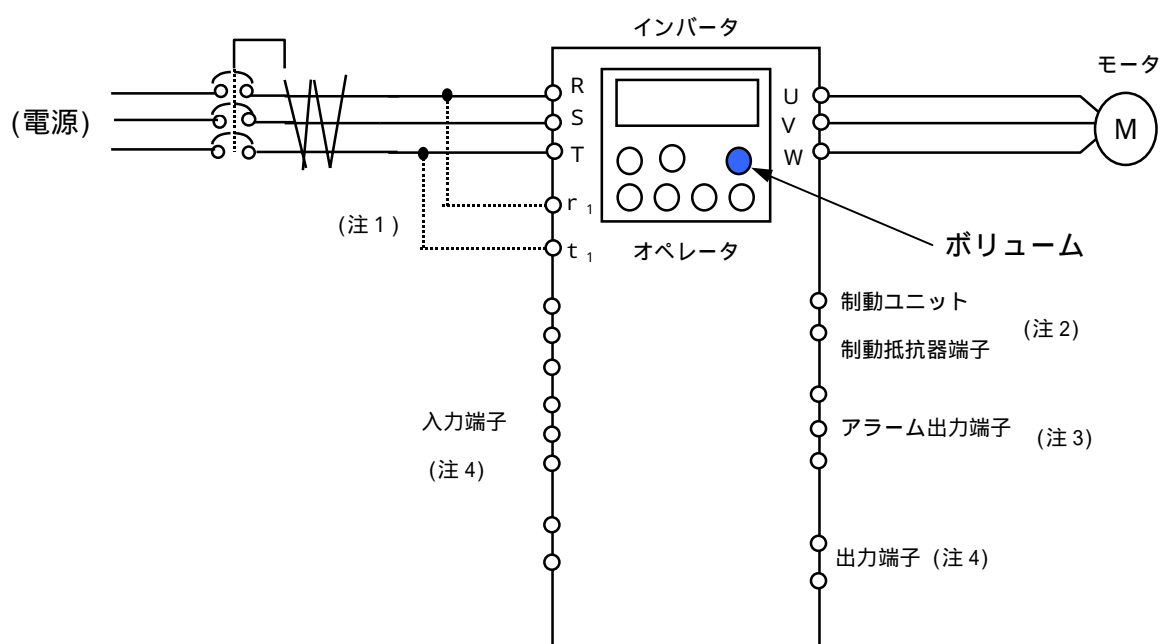 インバータ
モータ
(電源)
R
S
T
r 1
t 1
U
V
W
M
(注1)
オペレータ
ボリューム
制動ユニット
(注2)
制動抵抗器端子
入力端子
(注4)
アラーム出力端子 (注3)
出力端子 (注4)